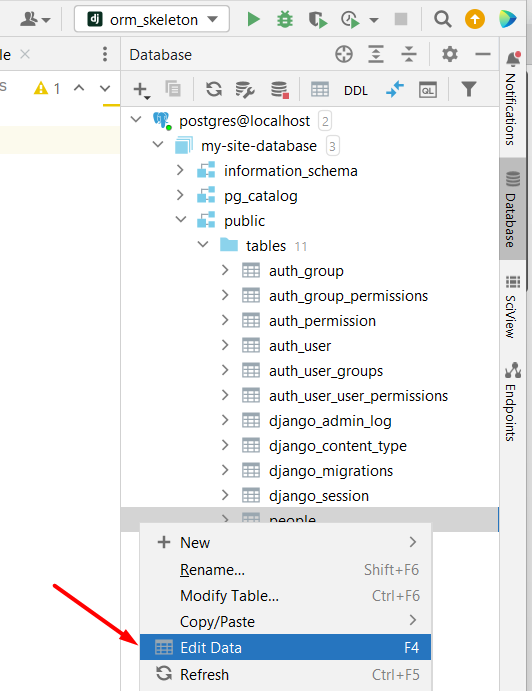 dj orm_skeleton
le
Database
s
1
DDL
QL
postgres@localhost 2
my-site-database 3
information_schema
pg_catalog
public
tables 11
auth_group
auth_group_permissions
auth_permission
auth_user
auth_user_groups
auth_user_user_permissions
django_admin_log
django_content_type
django_migrations
django_session
people
New
Rename... Shift+F6
Modify Table... Ctrl+F6
Copy/Paste
Edit Data F4
Refresh Ctrl+F5
Notifications
Database
SciView
Endpoints